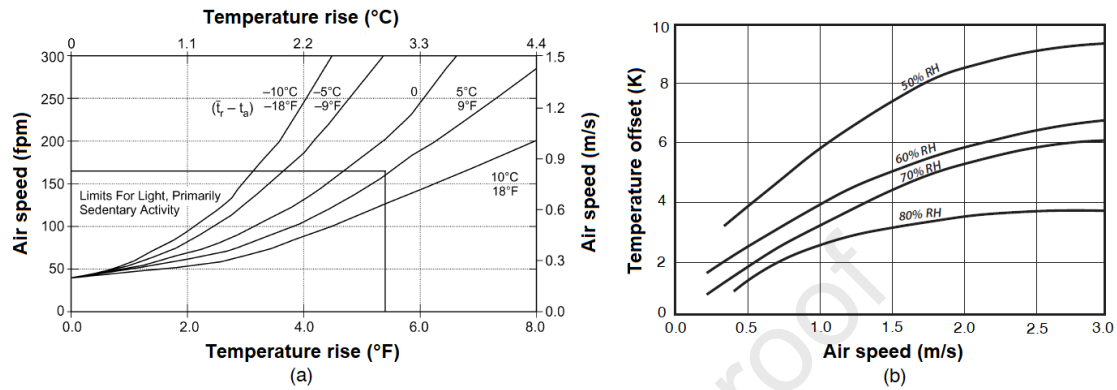 Temperature rise (°C)
0 1.1 2.2 3.3 4.4
Air speed (fpm)
300
250
200
150
100
50
0
(t̄r – ta)
–10°C –5°C 0 5°C
–18°F –9°F 9°F
10°C
18°F
Limits For Light, Primarily
Sedentary Activity
1.5
1.2
0.9
0.6
0.3
0.0
Air speed (m/s)
0.0 2.0 4.0 6.0 8.0
Temperature rise (°F)
(a)
Temperature offset (K)
10
8
6
4
2
0
50% RH
60% RH
70% RH
80% RH
0.0 0.5 1.0 1.5 2.0 2.5 3.0
Air speed (m/s)
(b)
roof